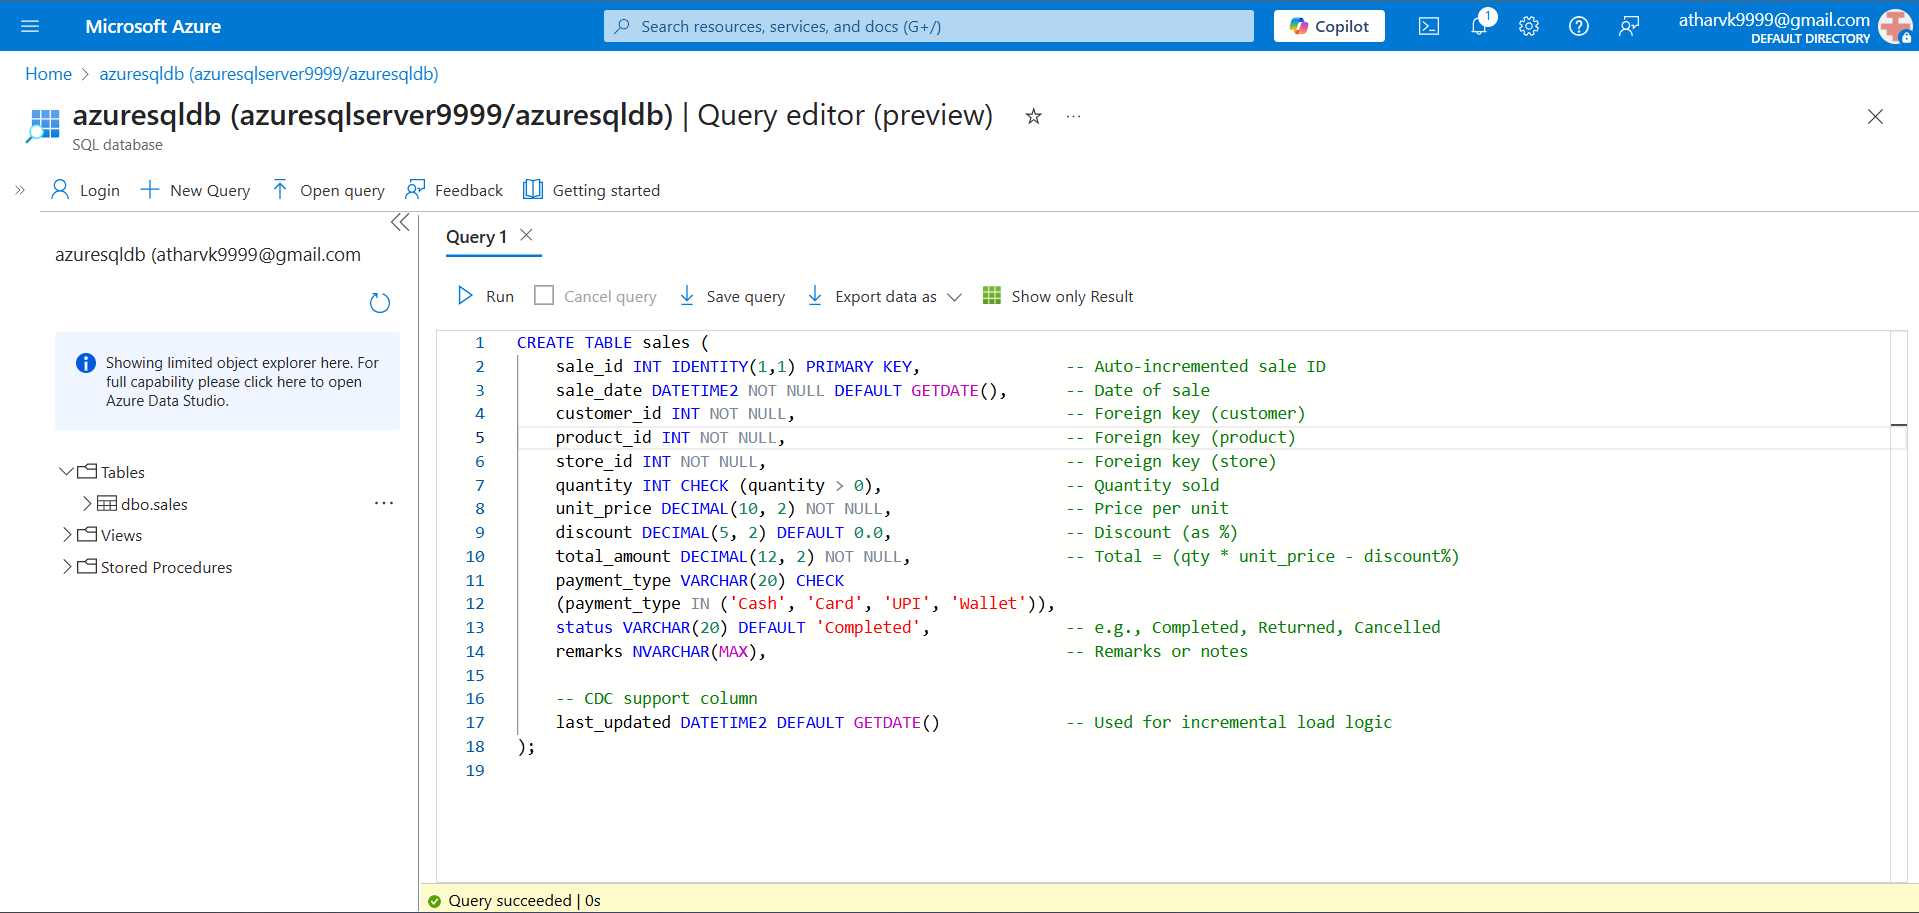 Microsoft Azure
Search resources, services, and docs (G+/)
Copilot
1
atharvk9999@gmail.com
DEFAULT DIRECTORY
Home > azuresqldb (azuresqlserver9999/azuresqldb)
azuresqldb (azuresqlserver9999/azuresqldb) | Query editor (preview)
SQL database
Login
New Query
Open query
Feedback
Getting started
azuresqldb (atharvk9999@gmail.com
Showing limited object explorer here. For
full capability please click here to open
Azure Data Studio.
Tables
dbo.sales
Views
Stored Procedures
Query 1
Run
Cancel query
Save query
Export data as
Show only Result
1 CREATE TABLE sales (
2 sale_id INT IDENTITY(1,1) PRIMARY KEY, -- Auto-incremented sale ID
3 sale_date DATETIME2 NOT NULL DEFAULT GETDATE(), -- Date of sale
4 customer_id INT NOT NULL, -- Foreign key (customer)
5 product_id INT NOT NULL, -- Foreign key (product)
6 store_id INT NOT NULL, -- Foreign key (store)
7 quantity INT CHECK (quantity > 0), -- Quantity sold
8 unit_price DECIMAL(10, 2) NOT NULL, -- Price per unit
9 discount DECIMAL(5, 2) DEFAULT 0.0, -- Discount (as %)
10 total_amount DECIMAL(12, 2) NOT NULL, -- Total = (qty * unit_price - discount%)
11 payment_type VARCHAR(20) CHECK
12 (payment_type IN ('Cash', 'Card', 'UPI', 'Wallet')),
13 status VARCHAR(20) DEFAULT 'Completed', -- e.g., Completed, Returned, Cancelled
14 remarks NVARCHAR(MAX), -- Remarks or notes
15
16 -- CDC support column
17 last_updated DATETIME2 DEFAULT GETDATE() -- Used for incremental load logic
18 );
19
Query succeeded | 0s